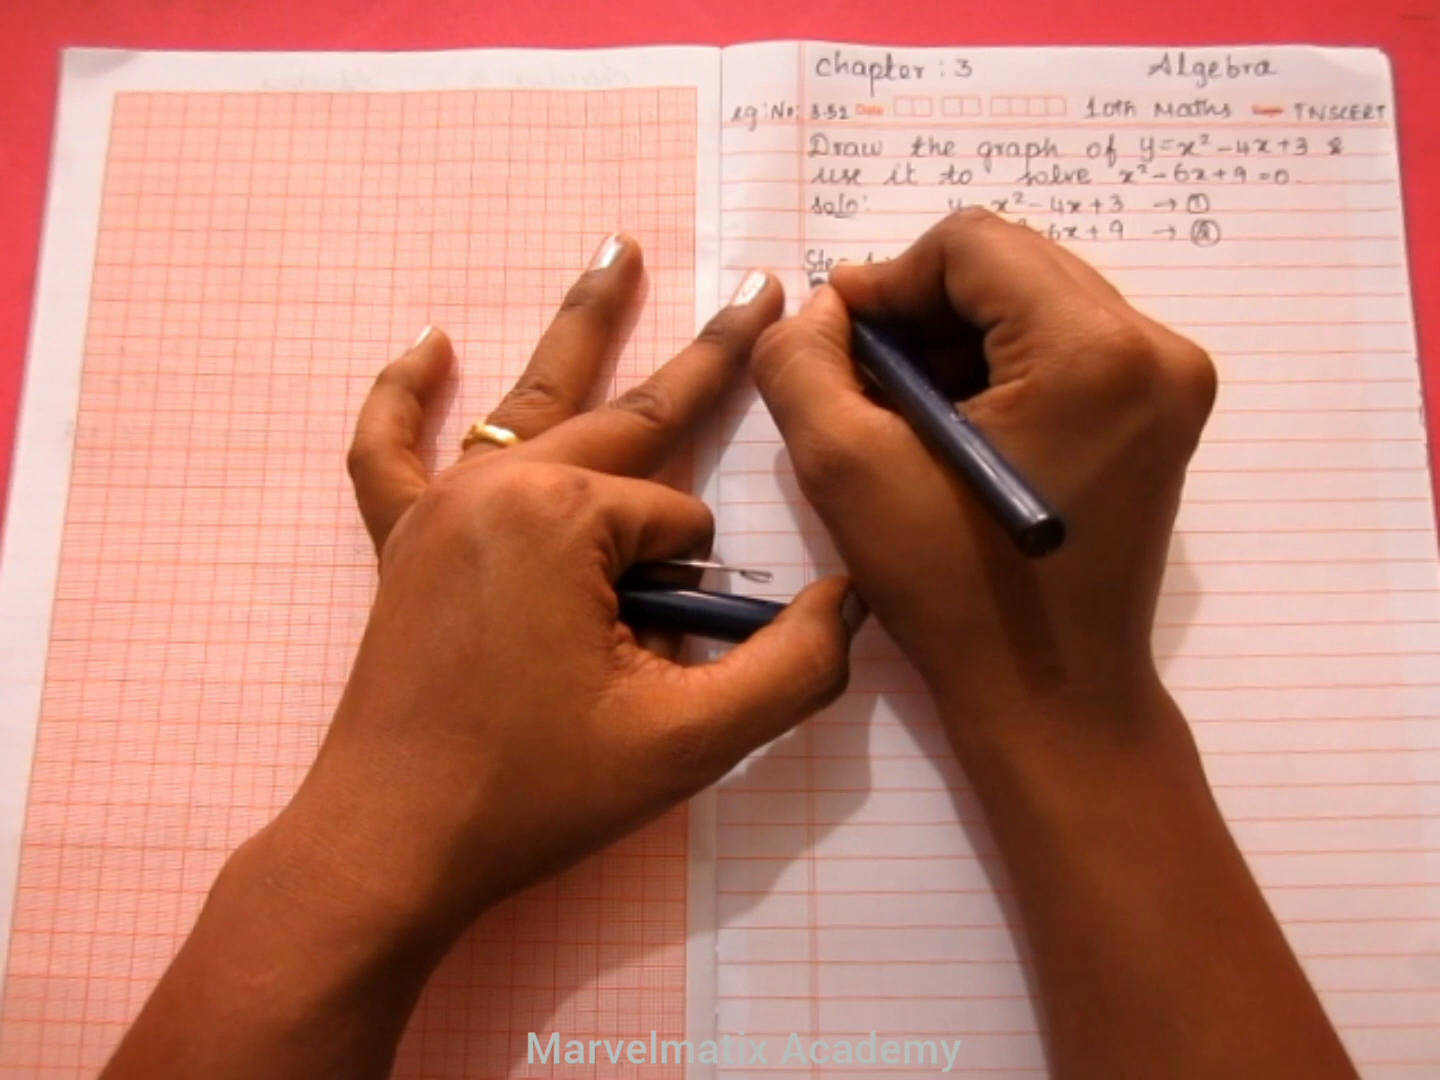 chapter : 3 Algebra
eg: No: 3.52 Date 10th Maths TNSCERT
Draw the graph of y=x² -4x+3 &
use it to solve x²-6x+9=0.
soln: x²- 4x+3 → ①
6x+9 → ②
Marvelmatix Academy